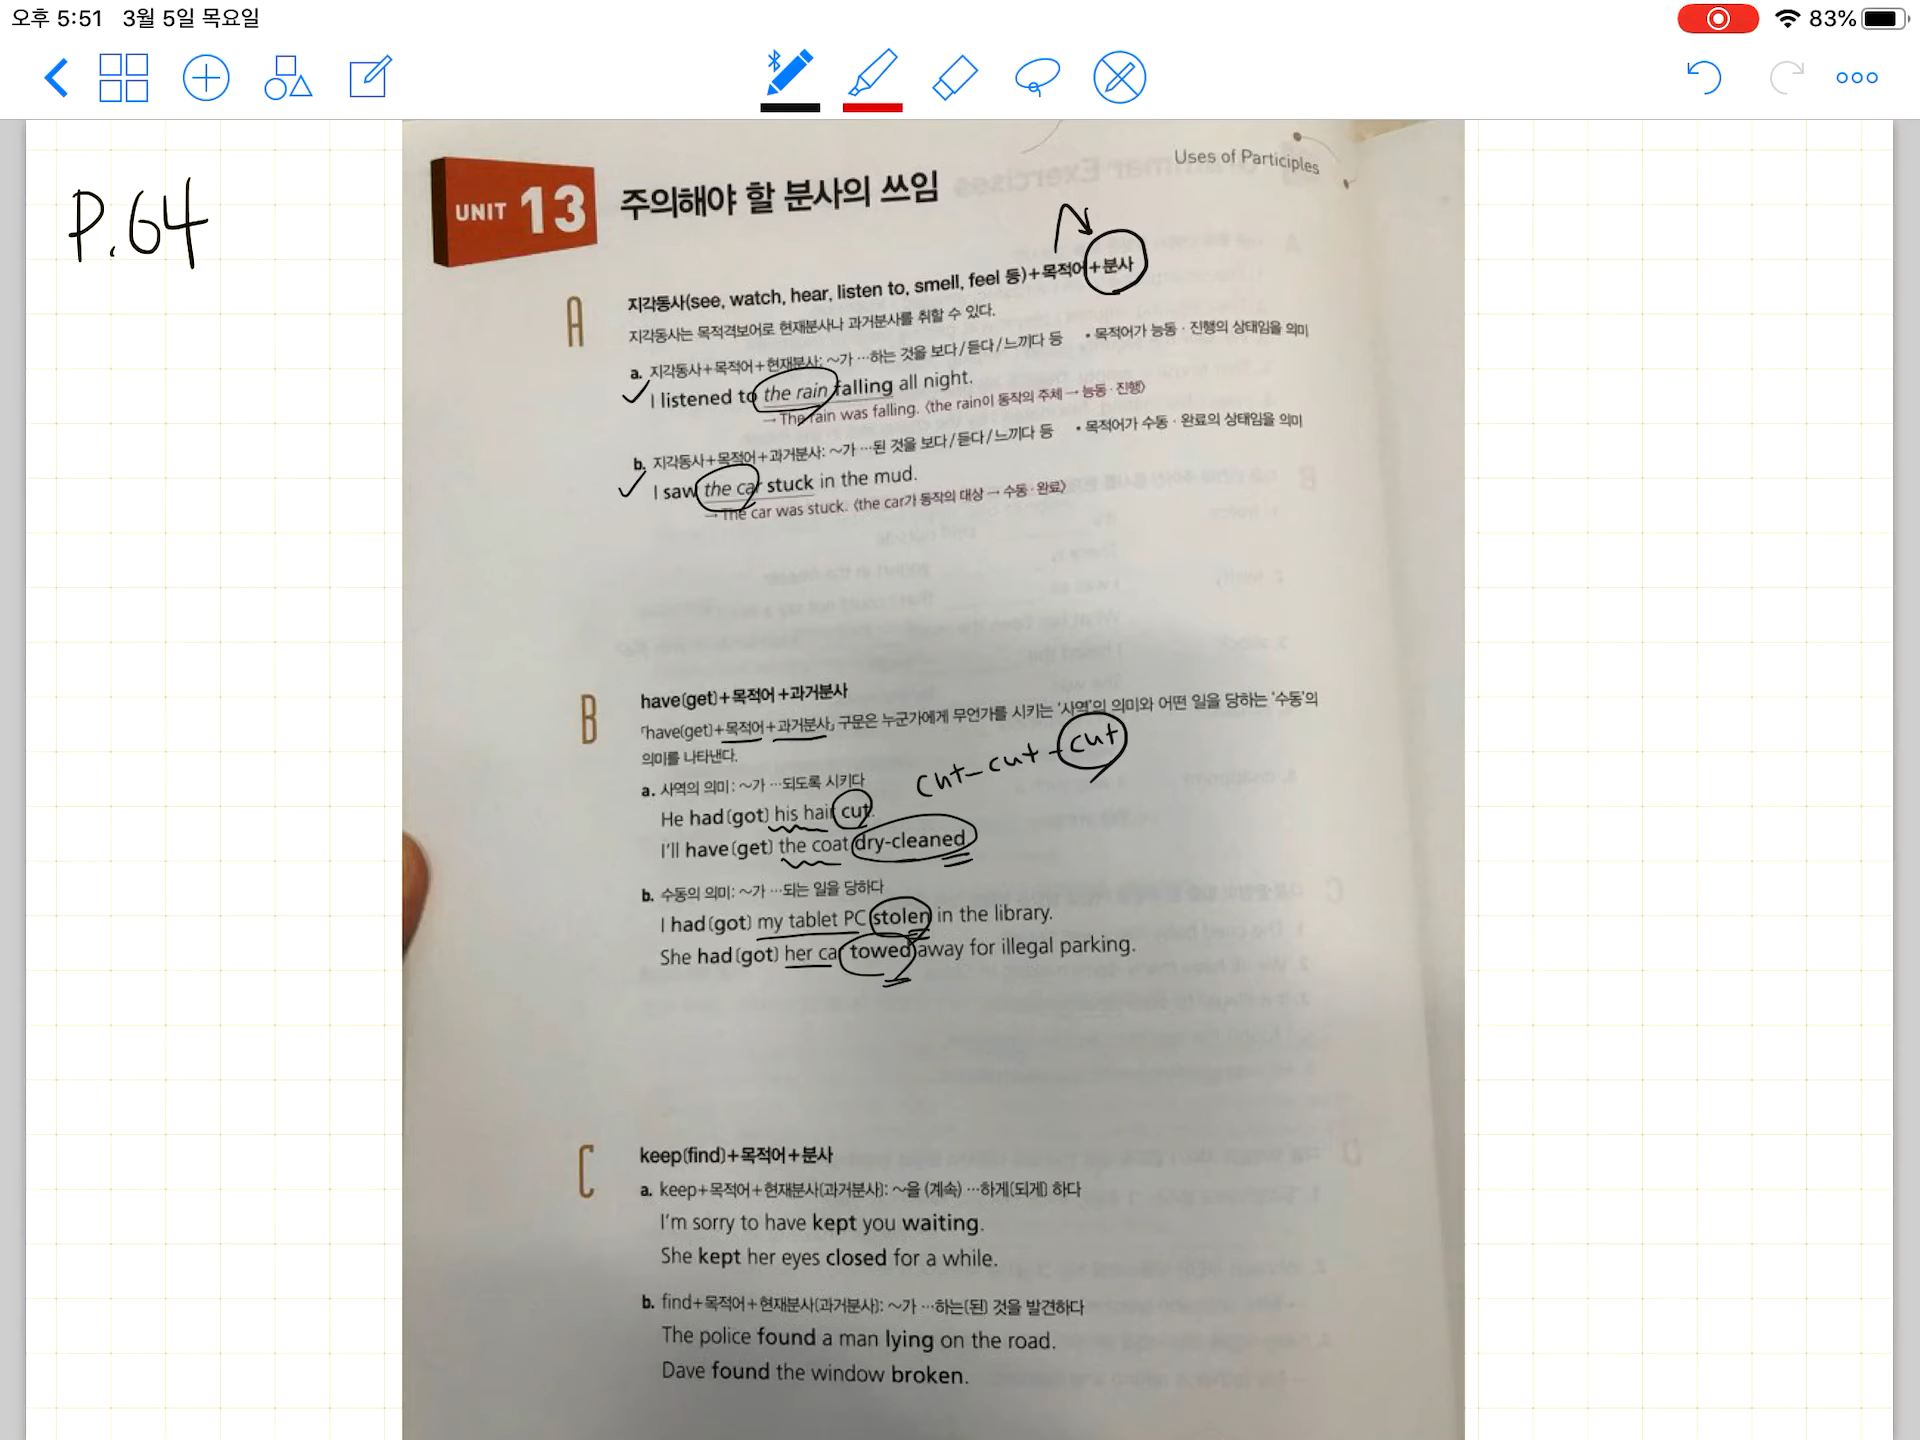 오후 5:51 3월 5일 목요일
83%
P.64
Uses of Participles
UNIT 13 주의해야 할 분사의 쓰임
A 지각동사(see, watch, hear, listen to, smell, feel 등)+목적어+분사
지각동사는 목적격보어로 현재분사나 과거분사를 취할 수 있다.
a. 지각동사+목적어+현재분사: ~가 …하는 것을 보다/듣다/느끼다 등 • 목적어가 능동·진행의 상태임을 의미
I listened to the rain falling all night.
→ The rain was falling. 〈the rain이 동작의 주체 → 능동·진행〉
b. 지각동사+목적어+과거분사: ~가 …된 것을 보다/듣다/느끼다 등 • 목적어가 수동·완료의 상태임을 의미
I saw the car stuck in the mud.
→ The car was stuck. 〈the car가 동작의 대상 → 수동·완료〉
B have(get)+목적어+과거분사
「have(get)+목적어+과거분사」 구문은 누군가에게 무언가를 시키는 '사역'의 의미와 어떤 일을 당하는 '수동'의
의미를 나타낸다.
cut-cut-cut
a. 사역의 의미: ~가 …되도록 시키다
He had(got) his hair cut.
I'll have(get) the coat dry-cleaned
b. 수동의 의미: ~가 …되는 일을 당하다
I had(got) my tablet PC stolen in the library.
She had(got) her car towed away for illegal parking.
C keep(find)+목적어+분사
a. keep+목적어+현재분사(과거분사): ~을 (계속) …하게(되게) 하다
I'm sorry to have kept you waiting.
She kept her eyes closed for a while.
b. find+목적어+현재분사(과거분사): ~가 …하는(된) 것을 발견하다
The police found a man lying on the road.
Dave found the window broken.